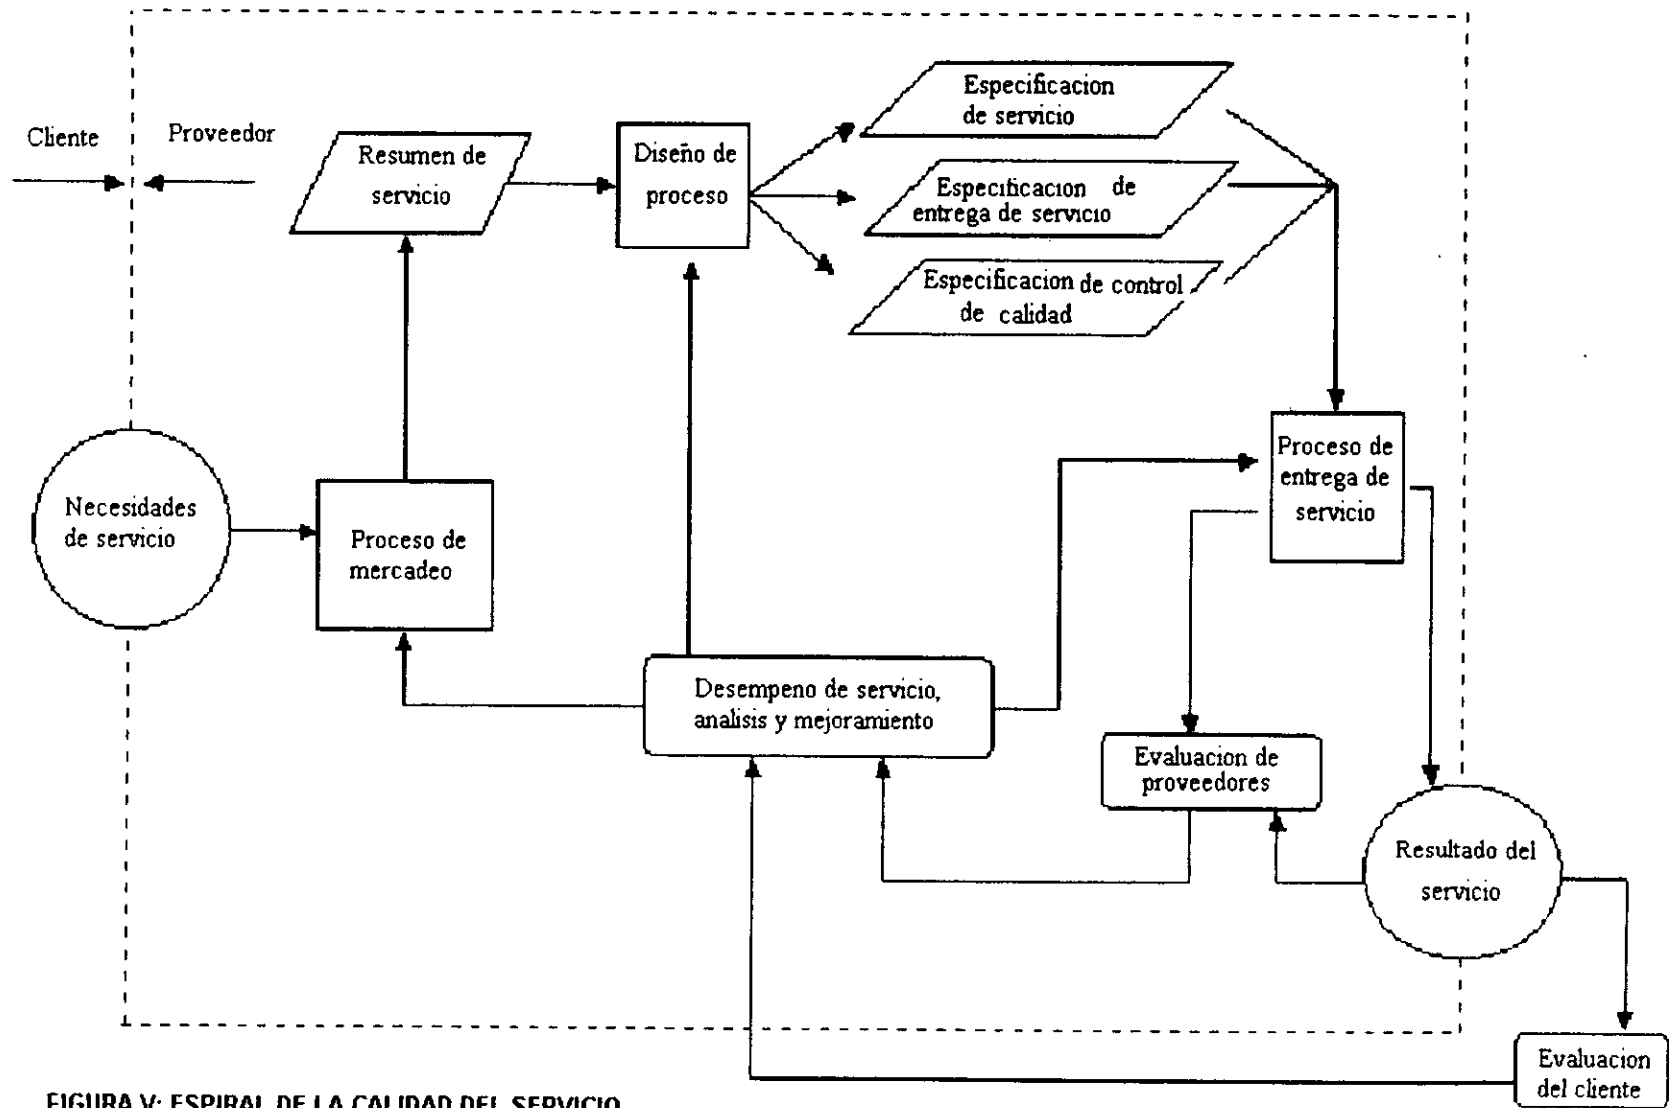 Cliente
Proveedor
Resumen de
servicio
Diseño de
proceso
Especificacion
de servicio
Especificacion de
entrega de servicio
Especificacion de control
de calidad
Necesidades
de servicio
Proceso de
mercadeo
Proceso de
entrega de
servicio
Desempeno de servicio,
analisis y mejoramiento
Evaluacion de
proveedores
Resultado del
servicio
Evaluacion
del cliente
FIGURA V: ESPIRAL DE LA CALIDAD DEL SERVICIO